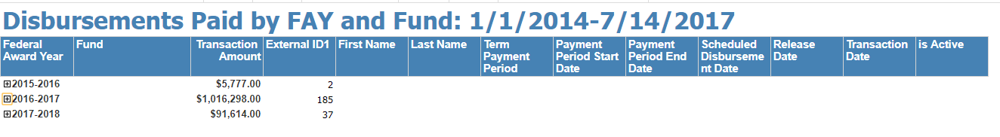 Disbursements Paid by FAY and Fund: 1/1/2014-7/14/2017
Federal Award Year Fund Transaction Amount External ID1 First Name Last Name Term Payment Period Payment Period Start Date Payment Period End Date Scheduled Disburseme nt Date Release Date Transaction Date is Active
2015-2016 $5,777.00 2
2016-2017 $1,016,298.00 185
2017-2018 $91,614.00 37